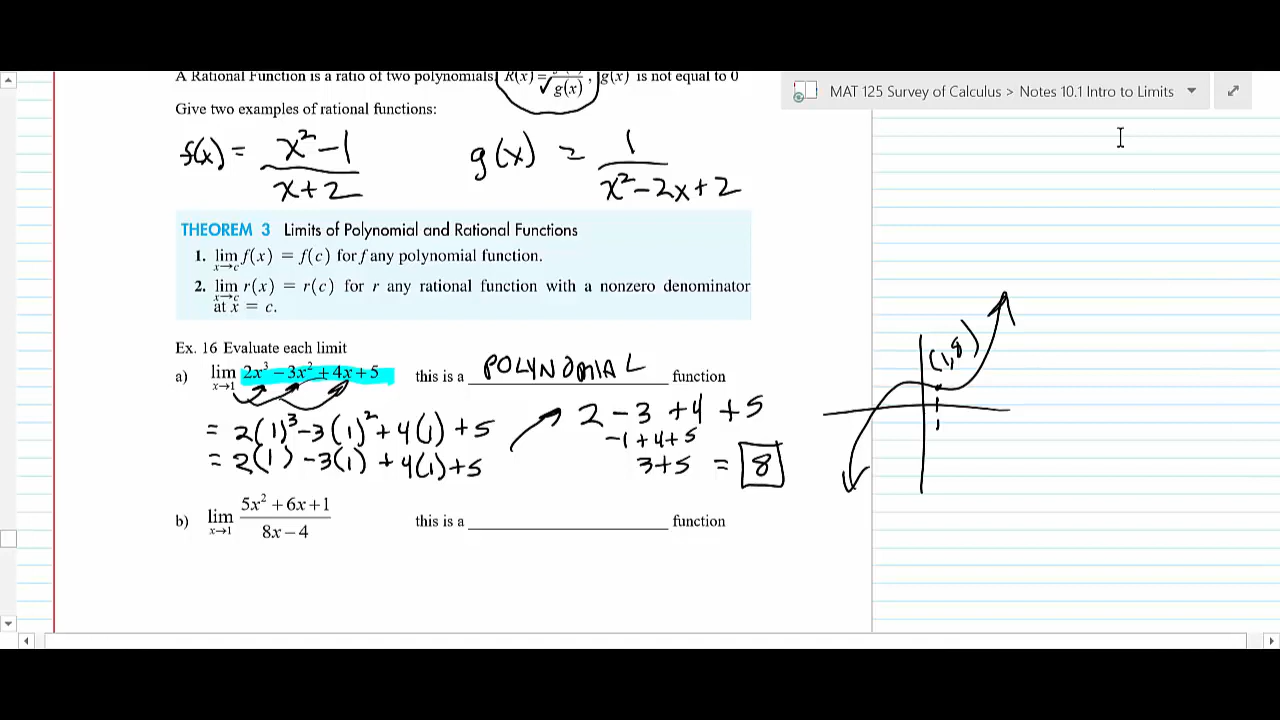 A Rational Function is a ratio of two polynomials R(x) = √g(x) , g(x) is not equal to 0
MAT 125 Survey of Calculus > Notes 10.1 Intro to Limits
Give two examples of rational functions:
f(x) = x² - 1 / x + 2
g(x) = 1 / x² - 2x + 2
THEOREM 3 Limits of Polynomial and Rational Functions
1. lim x→c f(x) = f(c) for f any polynomial function.
2. lim x→c r(x) = r(c) for r any rational function with a nonzero denominator
at x = c.
Ex. 16 Evaluate each limit
a) lim x→1 2x³ - 3x² + 4x + 5 this is a POLYNOMIAL function
(1,8)
= 2(1)³ - 3(1)² + 4(1) + 5
= 2(1) - 3(1) + 4(1) + 5
2 - 3 + 4 + 5
-1 + 4 + 5
3 + 5 = 8
b) lim x→1 5x² + 6x + 1 / 8x - 4 this is a ____ function